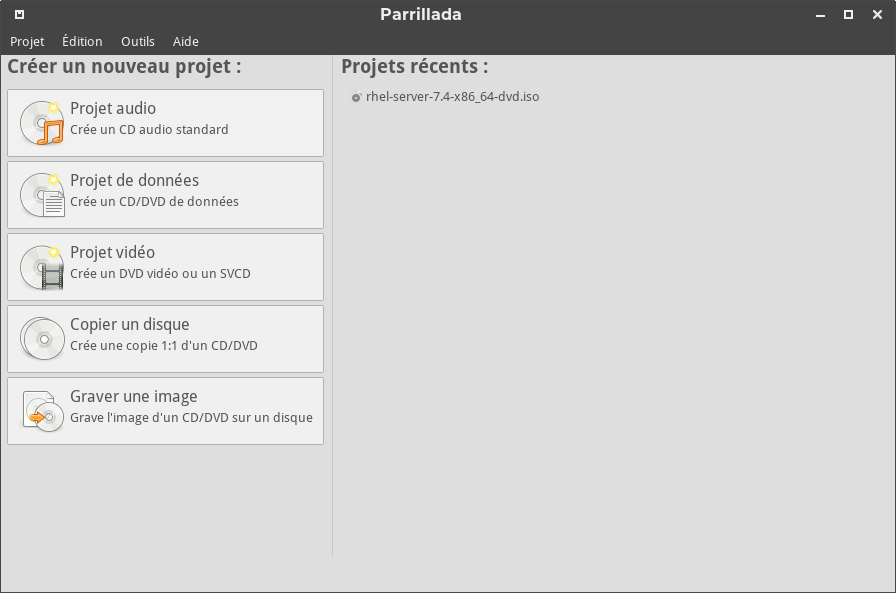 Parrillada
Projet Édition Outils Aide
Créer un nouveau projet :
Projet audio
Crée un CD audio standard
Projet de données
Crée un CD/DVD de données
Projet vidéo
Crée un DVD vidéo ou un SVCD
Copier un disque
Crée une copie 1:1 d'un CD/DVD
Graver une image
Grave l'image d'un CD/DVD sur un disque
Projets récents :
rhel-server-7.4-x86_64-dvd.iso